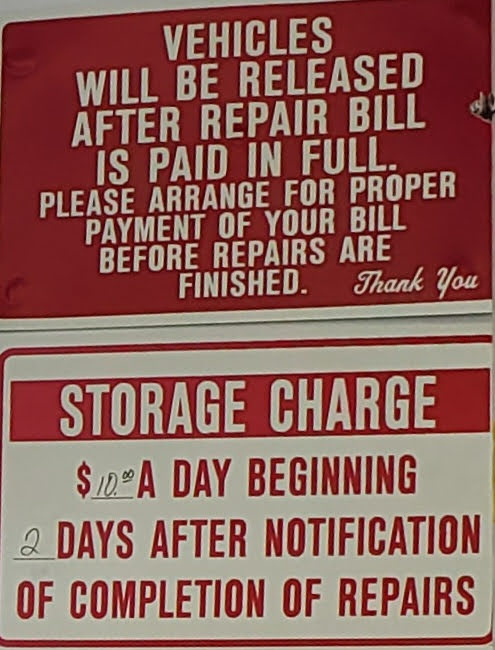 VEHICLES
WILL BE RELEASED
AFTER REPAIR BILL
IS PAID IN FULL.
PLEASE ARRANGE FOR PROPER
PAYMENT OF YOUR BILL
BEFORE REPAIRS ARE
FINISHED. Thank You
STORAGE CHARGE
$ 10.00 A DAY BEGINNING
2 DAYS AFTER NOTIFICATION
OF COMPLETION OF REPAIRS